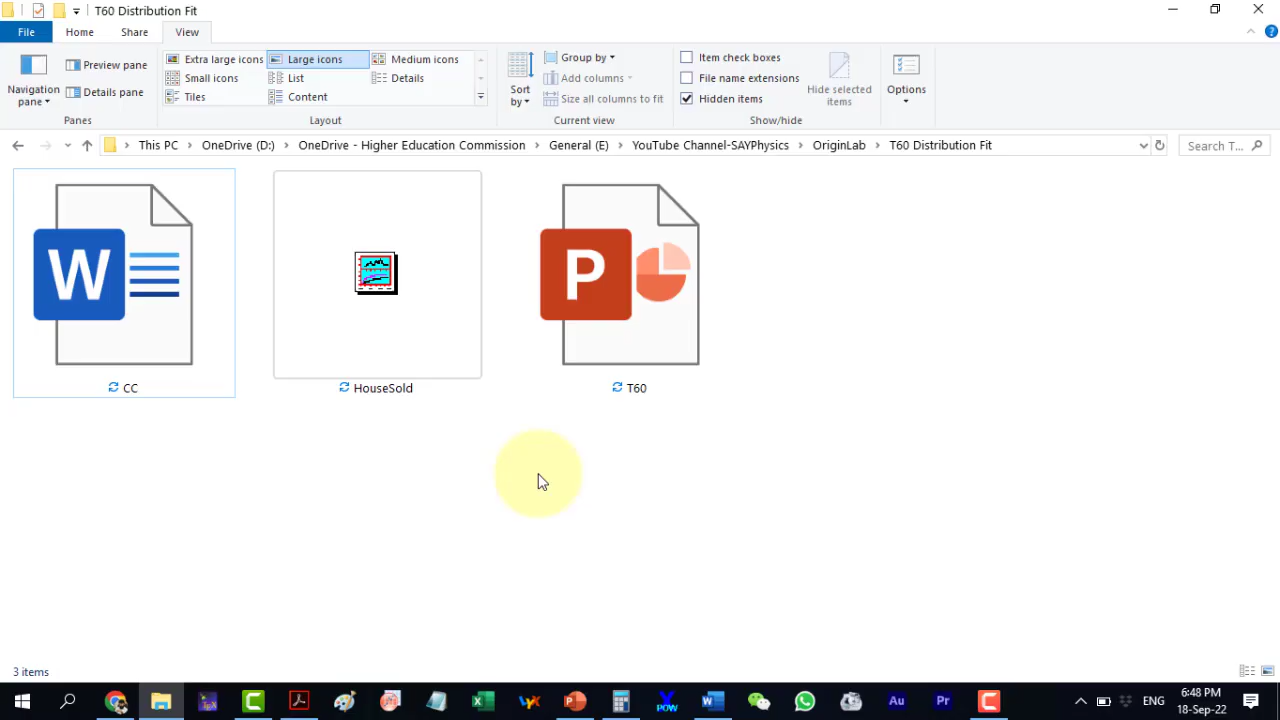 T60 Distribution Fit
File Home Share View
Extra large icons Large icons Medium icons
Small icons List Details
Tiles Content
Layout
Navigation pane
Preview pane
Details pane
Panes
Sort by
Group by
Add columns
Size all columns to fit
Current view
Item check boxes
File name extensions
Hidden items
Hide selected items
Show/hide
Options
This PC OneDrive (D:) OneDrive - Higher Education Commission General (E) YouTube Channel-SAYPhysics OriginLab T60 Distribution Fit
Search T...
W
P
CC HouseSold T60
3 items
Au Pr
POW
ENG
6:48 PM
18-Sep-22